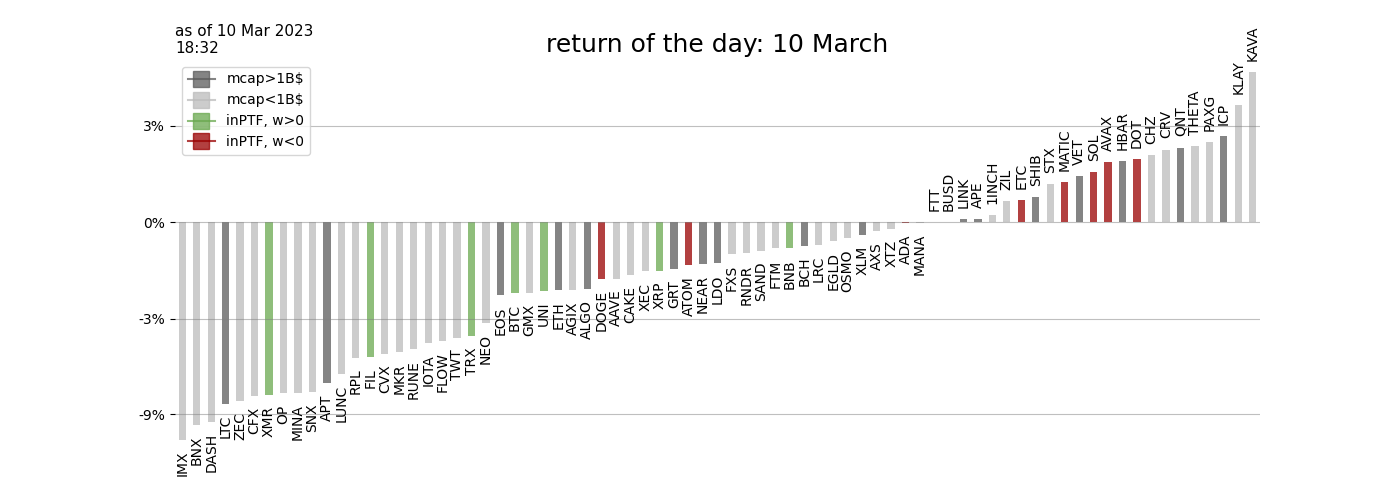 as of 10 Mar 2023
18:32
return of the day: 10 March
mcap>1B$
mcap<1B$
inPTF, w>0
inPTF, w<0
3%
0%
-3%
-9%
IMX
BNX
DASH
LTC
ZEC
CFX
XMR
OP
MINA
SNX
APT
LUNC
RPL
FIL
CVX
MKR
RUNE
IOTA
FLOW
TWT
TRX
NEO
EOS
BTC
GMX
UNI
ETH
AGIX
ALGO
DOGE
AAVE
CAKE
XEC
XRP
GRT
ATOM
NEAR
LDO
FXS
RNDR
SAND
FTM
BNB
BCH
LRC
EGLD
OSMO
XLM
AXS
XTZ
ADA
MANA
FTT
BUSD
LINK
APE
1INCH
ZIL
ETC
SHIB
STX
MATIC
VET
SOL
AVAX
HBAR
DOT
CHZ
CRV
QNT
THETA
PAXG
ICP
KLAY
KAVA